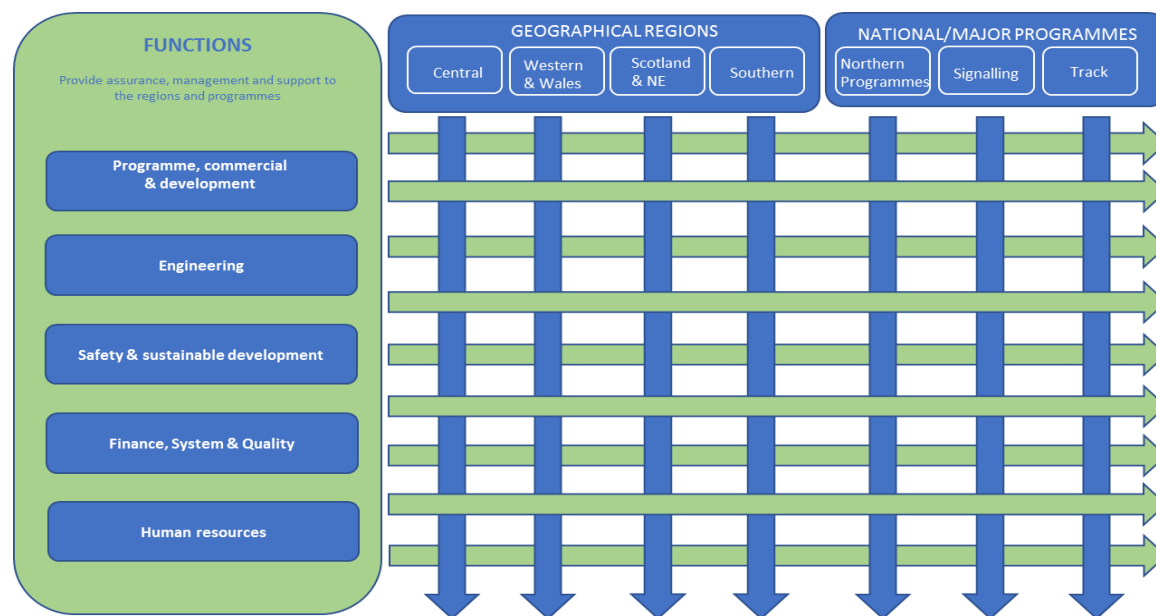 FUNCTIONS
Provide assurance, management and support to
the regions and programmes
Programme, commercial
& development
Engineering
Safety & sustainable development
Finance, System & Quality
Human resources
GEOGRAPHICAL REGIONS
Central
Western
& Wales
Scotland
& NE
Southern
NATIONAL/MAJOR PROGRAMMES
Northern
Programmes
Signalling
Track